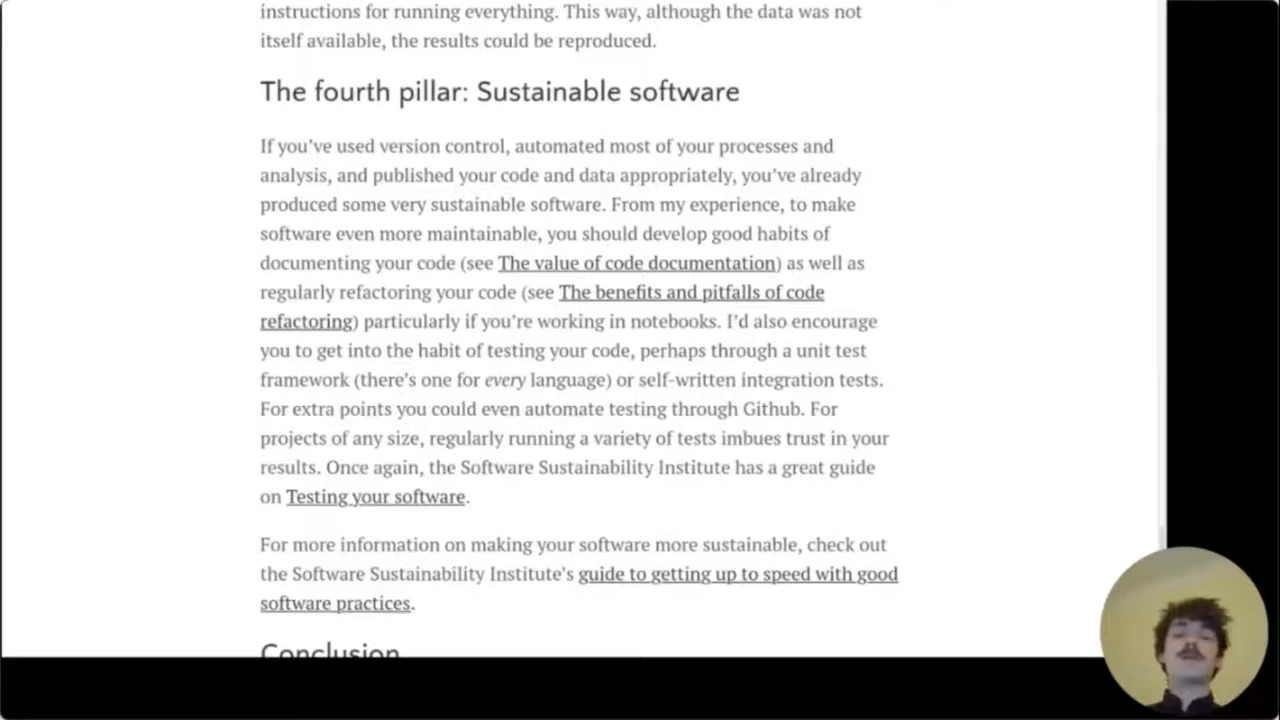 instructions for running everything. This way, although the data was not
itself available, the results could be reproduced.
The fourth pillar: Sustainable software
If you’ve used version control, automated most of your processes and
analysis, and published your code and data appropriately, you’ve already
produced some very sustainable software. From my experience, to make
software even more maintainable, you should develop good habits of
documenting your code (see The value of code documentation) as well as
regularly refactoring your code (see The benefits and pitfalls of code
refactoring) particularly if you’re working in notebooks. I’d also encourage
you to get into the habit of testing your code, perhaps through a unit test
framework (there’s one for every language) or self-written integration tests.
For extra points you could even automate testing through Github. For
projects of any size, regularly running a variety of tests imbues trust in your
results. Once again, the Software Sustainability Institute has a great guide
on Testing your software.
For more information on making your software more sustainable, check out
the Software Sustainability Institute’s guide to getting up to speed with good
software practices.
Conclusion